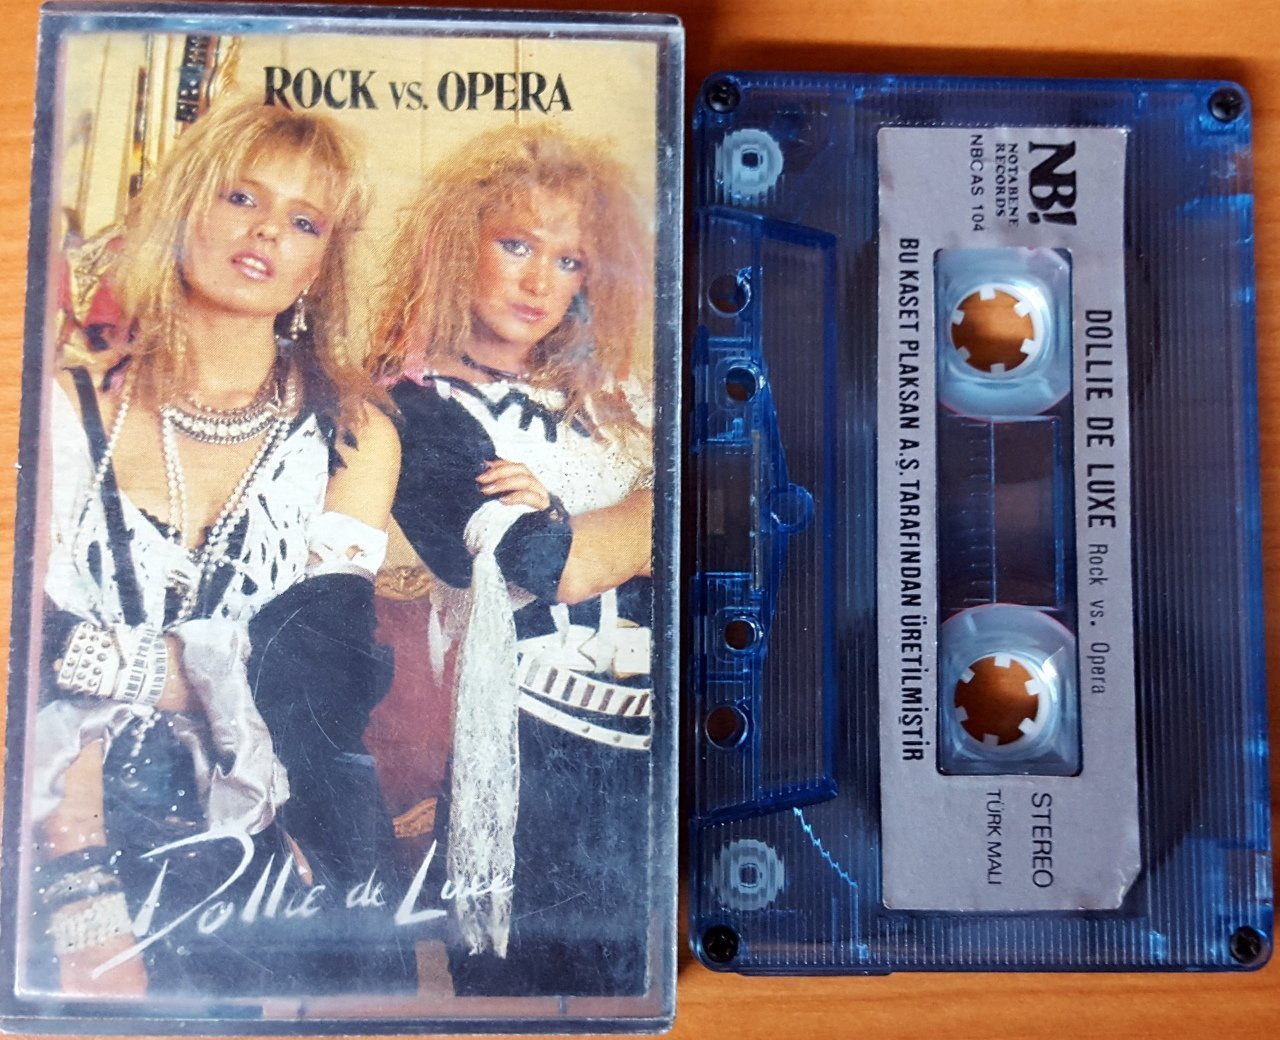 ROCK VS. OPERA
Dollie de Luxe
NB!
NOTABENE
RECORDS
NBCAS 104
DOLLIE DE LUXE Rock vs. Opera
BU KASET PLAKSAN A.Ş. TARAFINDAN ÜRETİLMİŞTİR
STEREO
TÜRK MALI